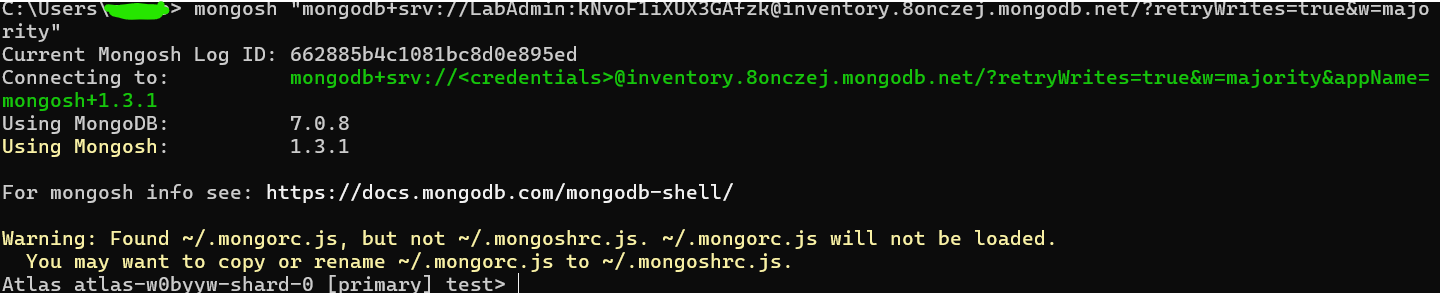 C:\Users\> mongosh "mongodb+srv://LabAdmin:kNvoF1iXUX3GAfzk@inventory.8onczej.mongodb.net/?retryWrites=true&w=majo
rity"
Current Mongosh Log ID: 662885b4c1081bc8d0e895ed
Connecting to: mongodb+srv://<credentials>@inventory.8onczej.mongodb.net/?retryWrites=true&w=majority&appName=
mongosh+1.3.1
Using MongoDB: 7.0.8
Using Mongosh: 1.3.1
For mongosh info see: https://docs.mongodb.com/mongodb-shell/
Warning: Found ~/.mongorc.js, but not ~/.mongoshrc.js. ~/.mongorc.js will not be loaded.
You may want to copy or rename ~/.mongorc.js to ~/.mongoshrc.js.
Atlas atlas-w0byyw-shard-0 [primary] test>